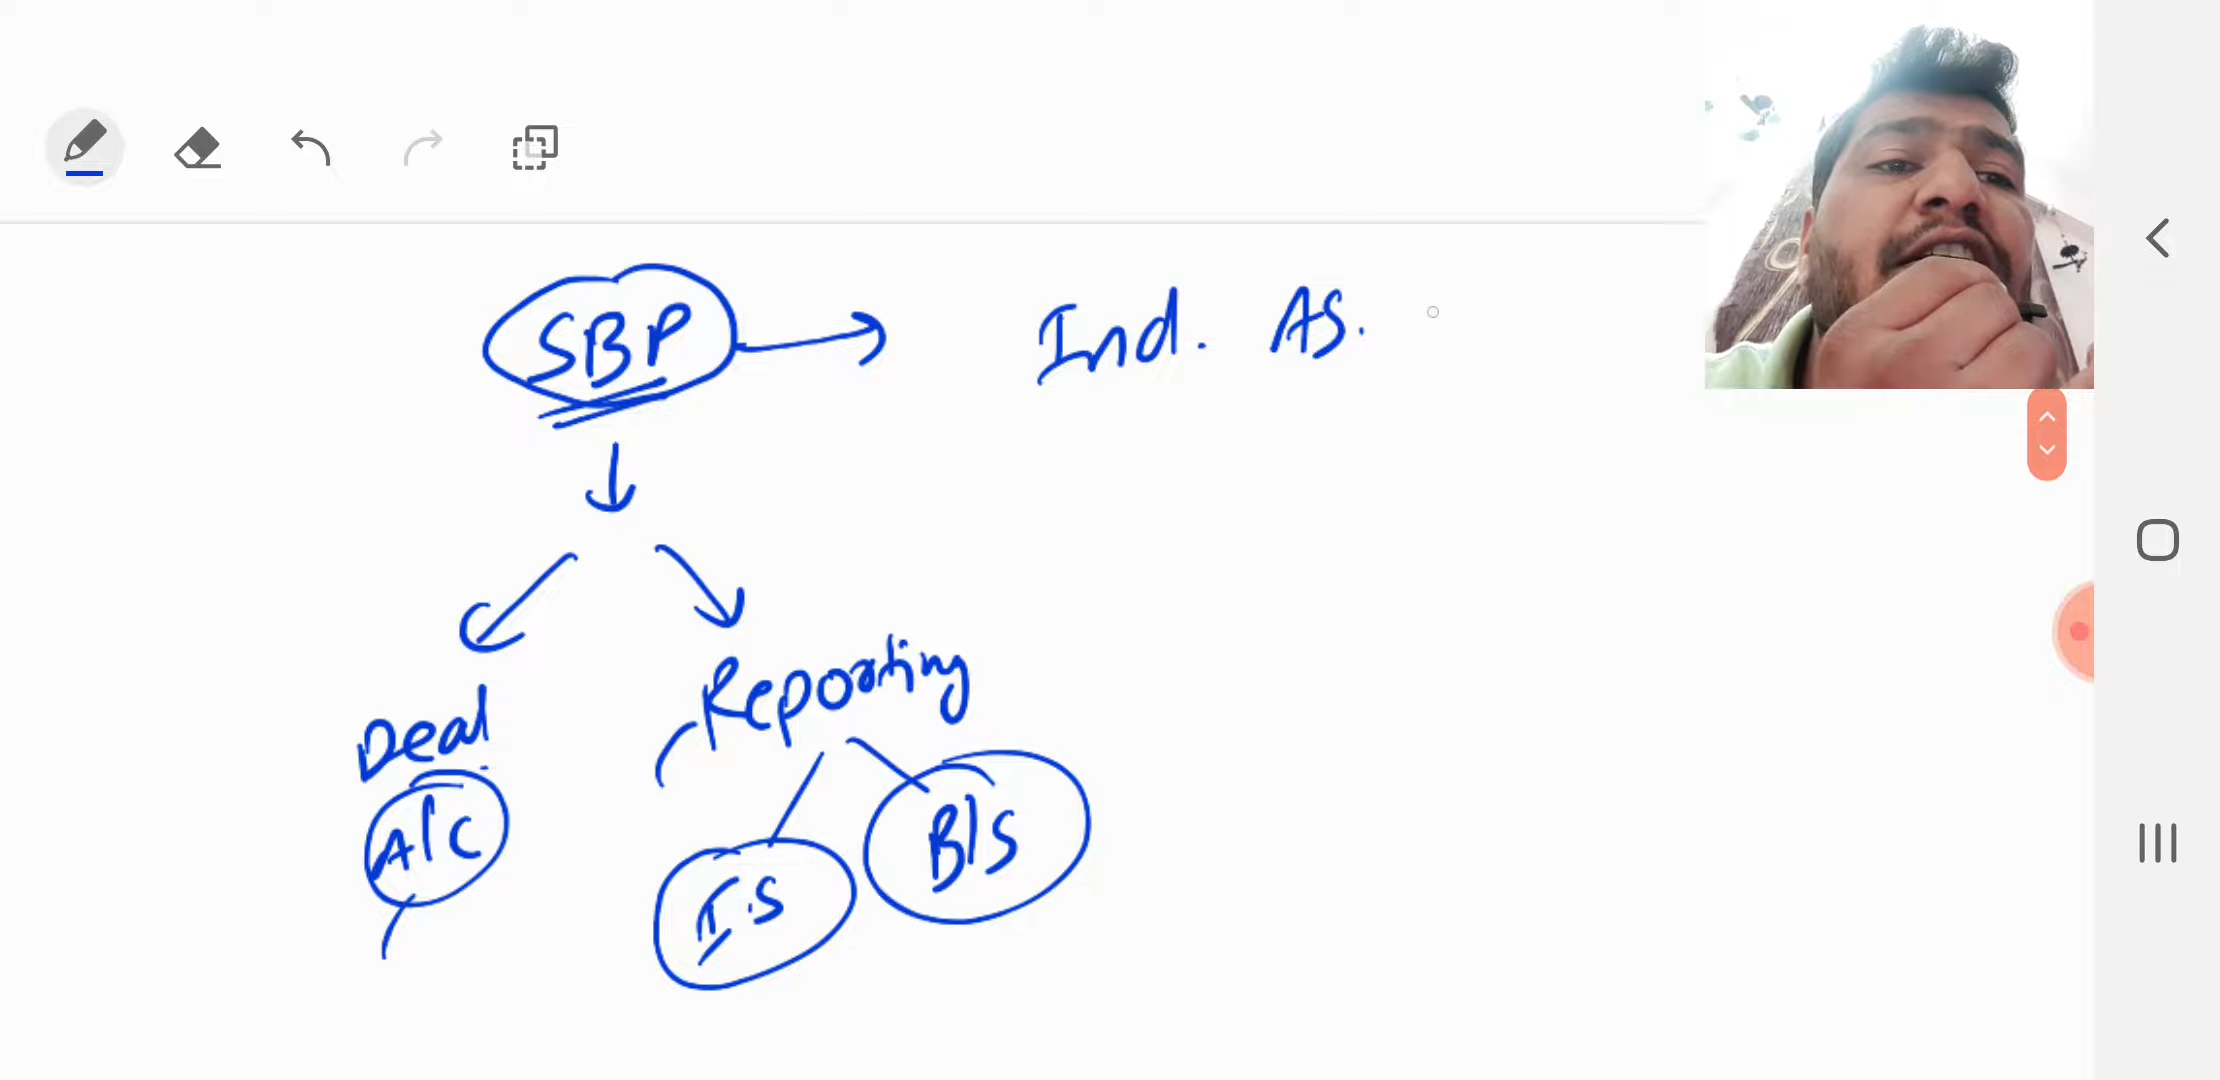 SBP → Ind. AS.
Deal
Reporting
A/C
I.S
B/S